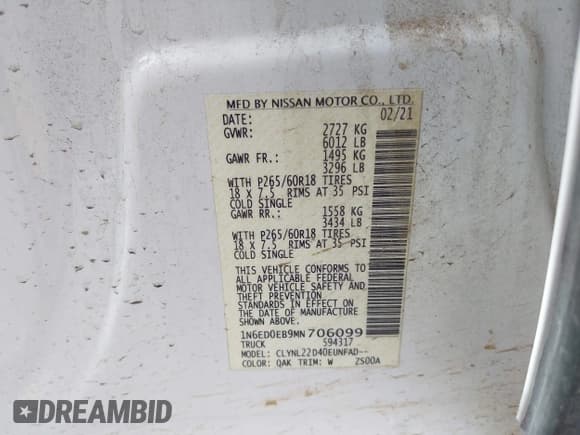 MFD BY NISSAN MOTOR CO., LTD.
DATE: 02/21
GVWR: 2727 KG
6012 LB
GAWR FR.: 1495 KG
3296 LB
WITH P265/60R18 TIRES
18 X 7.5 RIMS AT 35 PSI
COLD SINGLE
GAWR RR.: 1558 KG
3434 LB
WITH P265/60R18 TIRES
18 X 7.5 RIMS AT 35 PSI
COLD SINGLE
THIS VEHICLE CONFORMS TO
ALL APPLICABLE FEDERAL
MOTOR VEHICLE SAFETY AND
THEFT PREVENTION
STANDARDS IN EFFECT ON
THE DATE OF MANUFACTURE
SHOWN ABOVE.
1N6ED0EB9MN706099
TRUCK 594317
MODEL: CLYNL22D40EUNFAD--
COLOR: QAK TRIM: W ZS00A
© DREAMBID